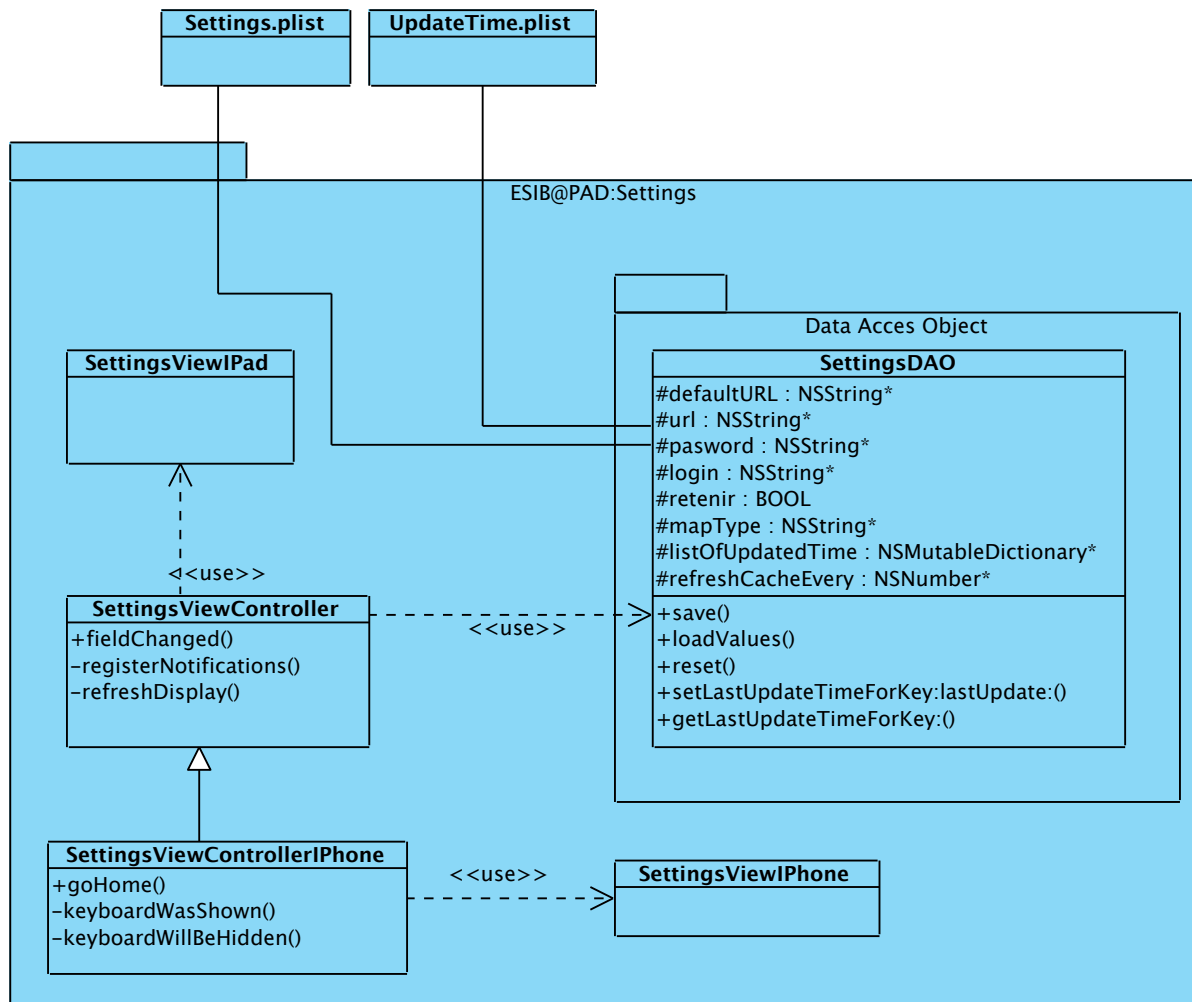 Settings.plist
UpdateTime.plist
ESIB@PAD:Settings
Data Acces Object
SettingsViewIPad
SettingsDAO
#defaultURL : NSString*
#url : NSString*
#pasword : NSString*
#login : NSString*
#retenir : BOOL
#mapType : NSString*
#listOfUpdatedTime : NSMutableDictionary*
#refreshCacheEvery : NSNumber*
+save()
+loadValues()
+reset()
+setLastUpdateTimeForKey:lastUpdate:()
+getLastUpdateTimeForKey:()
<<use>>
SettingsViewController
+fieldChanged()
-registerNotifications()
-refreshDisplay()
<<use>>
SettingsViewControllerIPhone
+goHome()
-keyboardWasShown()
-keyboardWillBeHidden()
<<use>>
SettingsViewIPhone